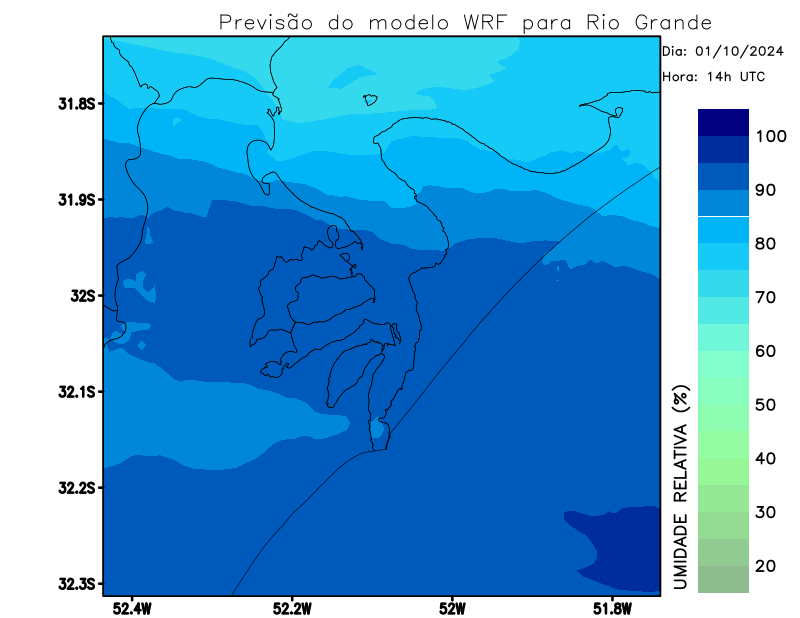 Previsão do modelo WRF para Rio Grande
Dia: 01/10/2024
Hora: 14h UTC
31.8S
31.9S
32S
32.1S
32.2S
32.3S
52.4W
52.2W
52W
51.8W
100
90
80
70
60
50
40
30
20
UMIDADE RELATIVA (%)